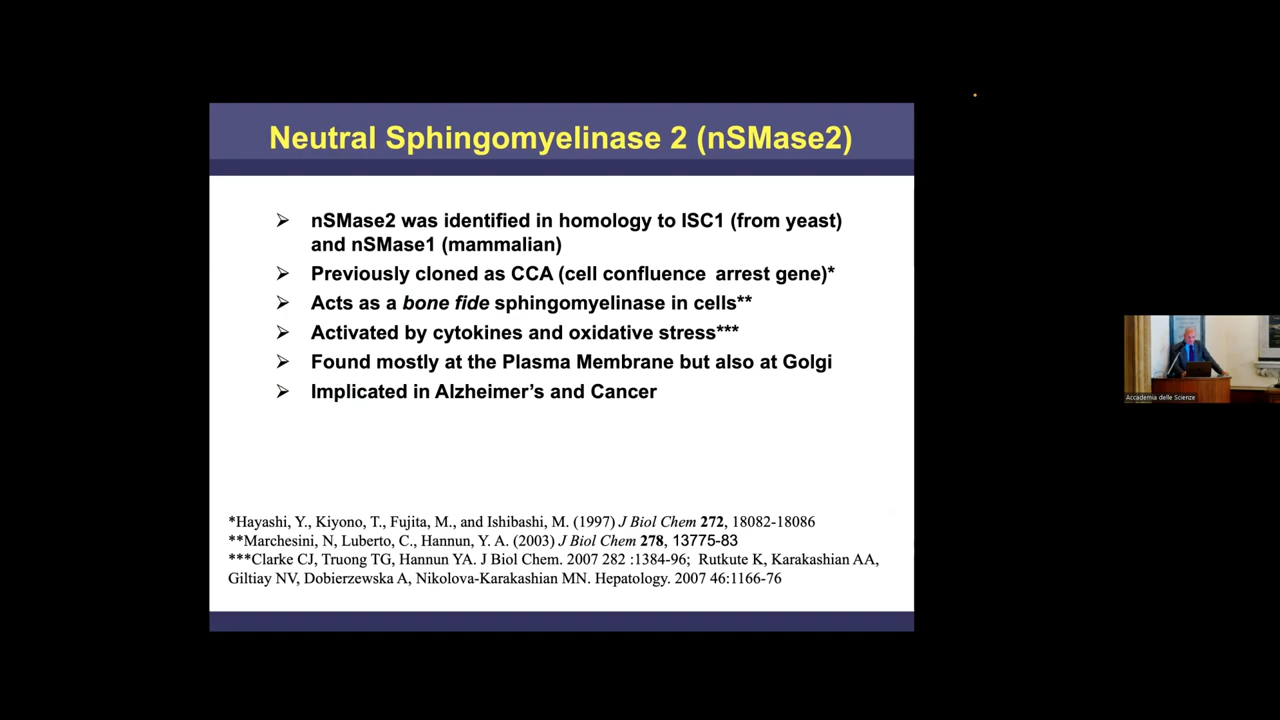 Neutral Sphingomyelinase 2 (nSMase2)
➢ nSMase2 was identified in homology to ISC1 (from yeast)
and nSMase1 (mammalian)
➢ Previously cloned as CCA (cell confluence arrest gene)*
➢ Acts as a bone fide sphingomyelinase in cells**
➢ Activated by cytokines and oxidative stress***
➢ Found mostly at the Plasma Membrane but also at Golgi
➢ Implicated in Alzheimer's and Cancer
*Hayashi, Y., Kiyono, T., Fujita, M., and Ishibashi, M. (1997) J Biol Chem 272, 18082-18086
**Marchesini, N, Luberto, C., Hannun, Y. A. (2003) J Biol Chem 278, 13775-83
***Clarke CJ, Truong TG, Hannun YA. J Biol Chem. 2007 282 :1384-96; Rutkute K, Karakashian AA,
Giltiay NV, Dobierzewska A, Nikolova-Karakashian MN. Hepatology. 2007 46:1166-76
Accademia delle Scienze